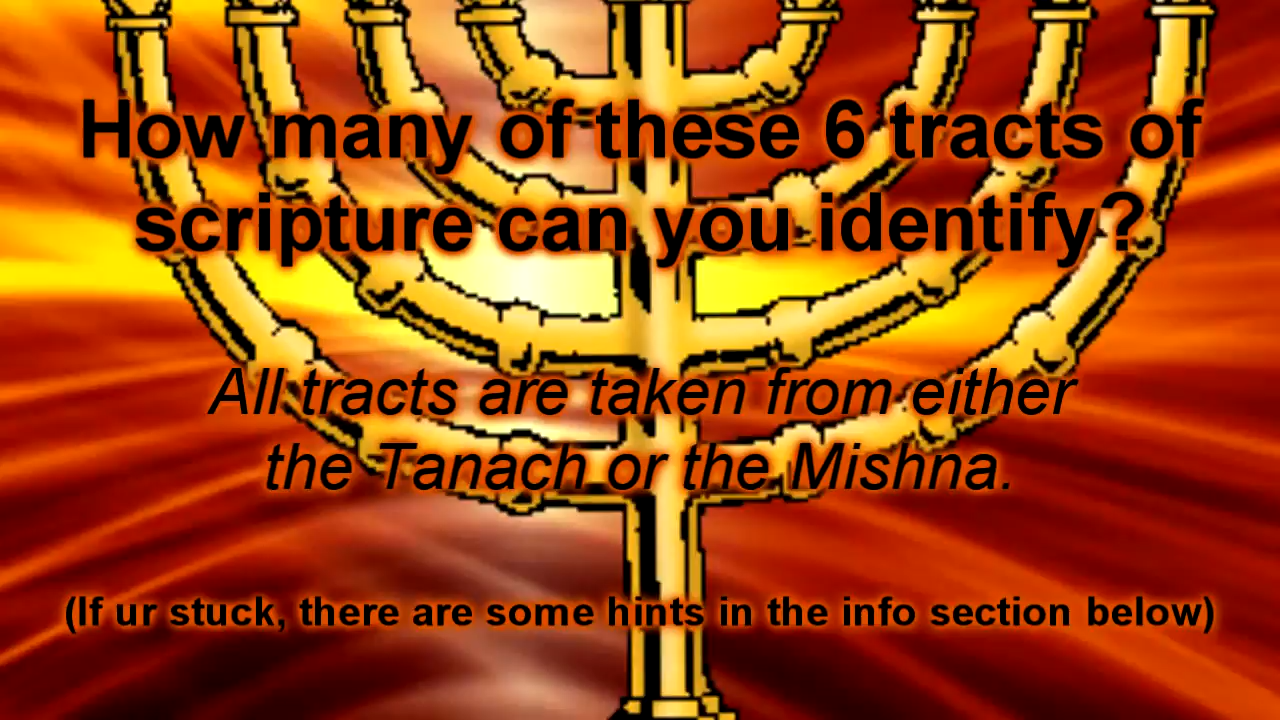 How many of these 6 tracts of
scripture can you identify?
All tracts are taken from either
the Tanach or the Mishna.
(If ur stuck, there are some hints in the info section below)